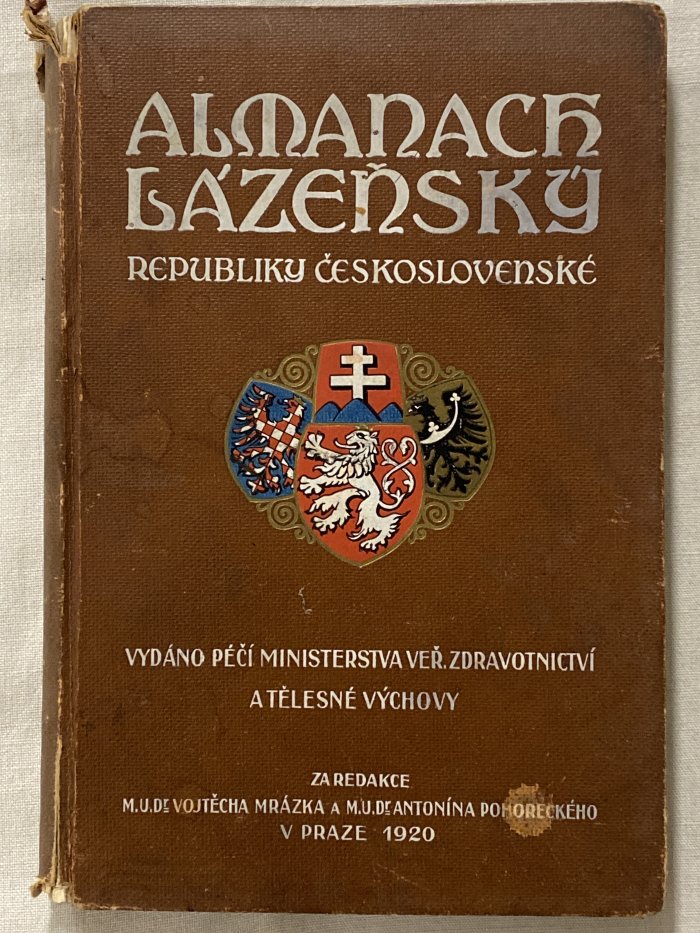 ALMANACH
LÁZEŇSKÝ
REPUBLIKY ČESKOSLOVENSKÉ
VYDÁNO PÉČÍ MINISTERSTVA VEŘ. ZDRAVOTNICTVÍ
A TĚLESNÉ VÝCHOVY
ZA REDAKCE
M.U.Dr VOJTĚCHA MRÁZKA A M.U.Dr ANTONÍNA POHORECKÉHO
V PRAZE 1920